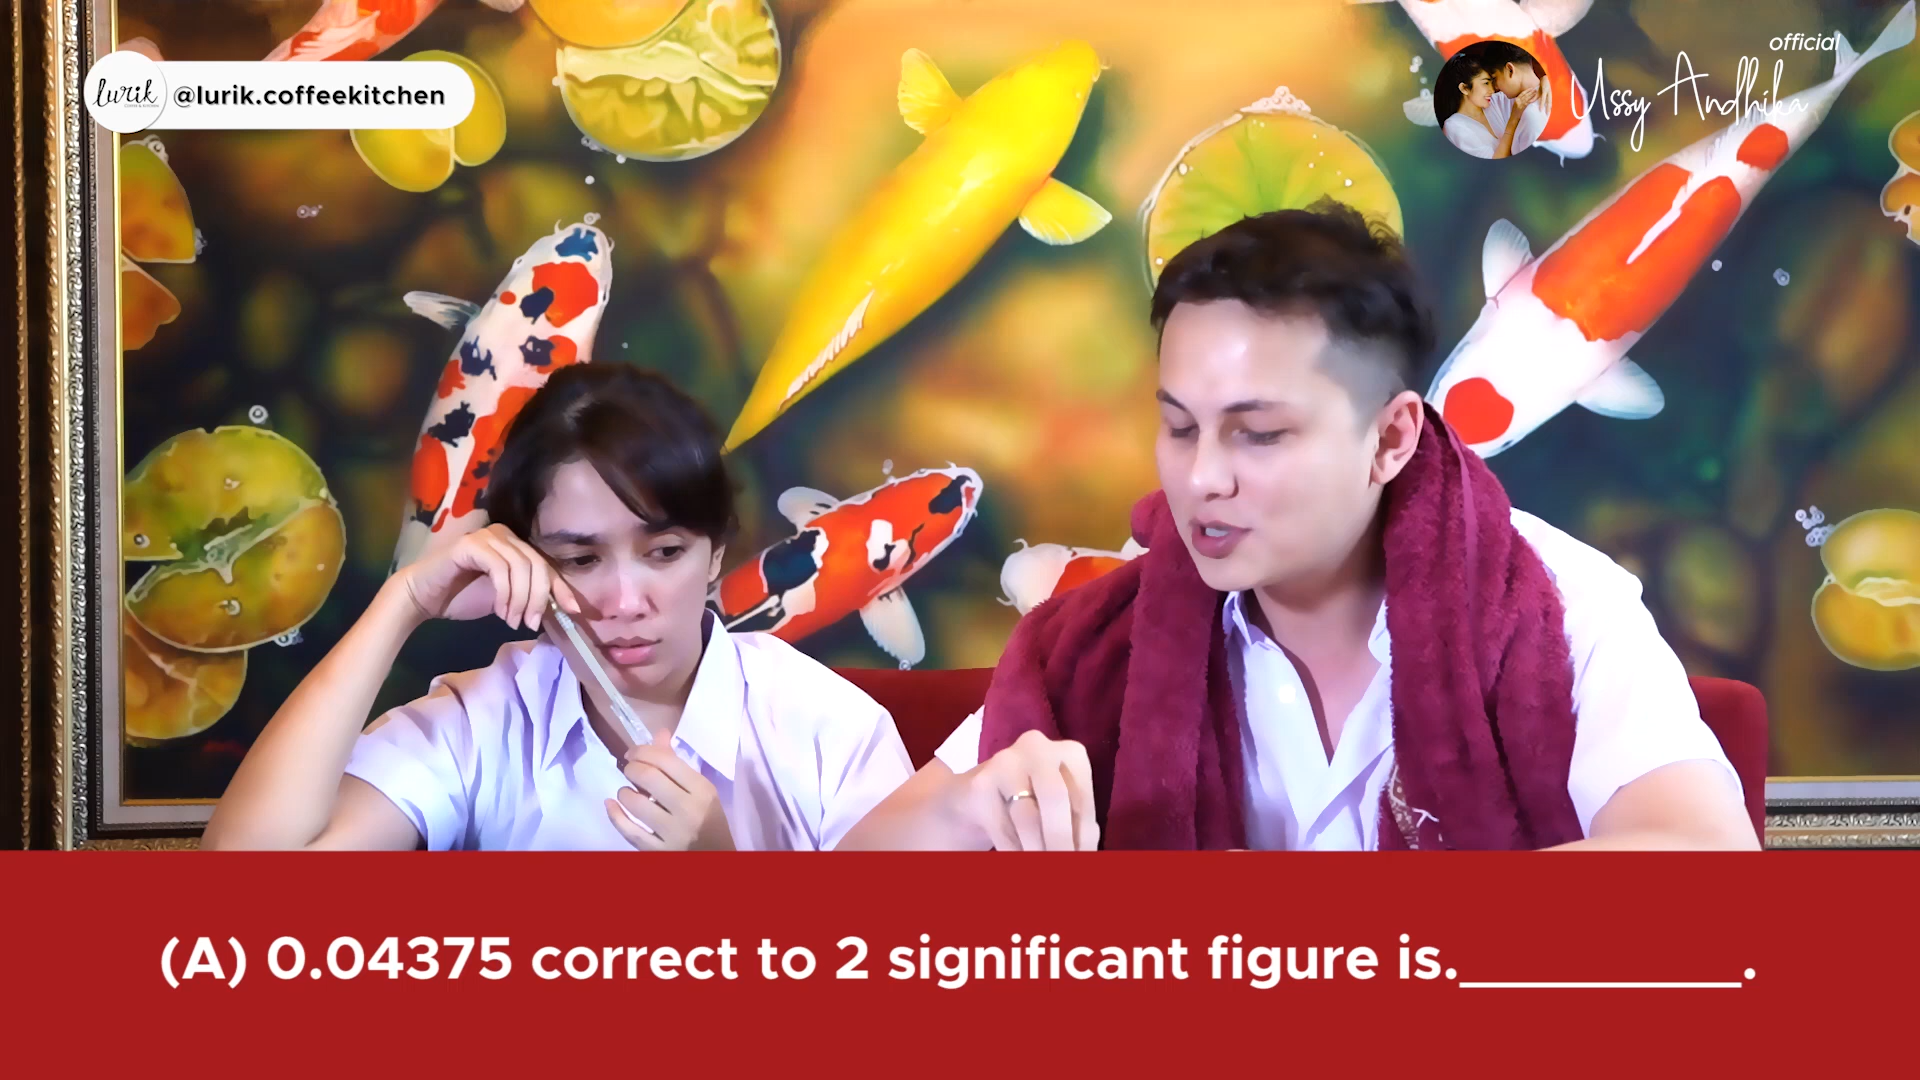 lurik
@lurik.coffeekitchen
official
Ussy Andhika
(A) 0.04375 correct to 2 significant figure is.__________.